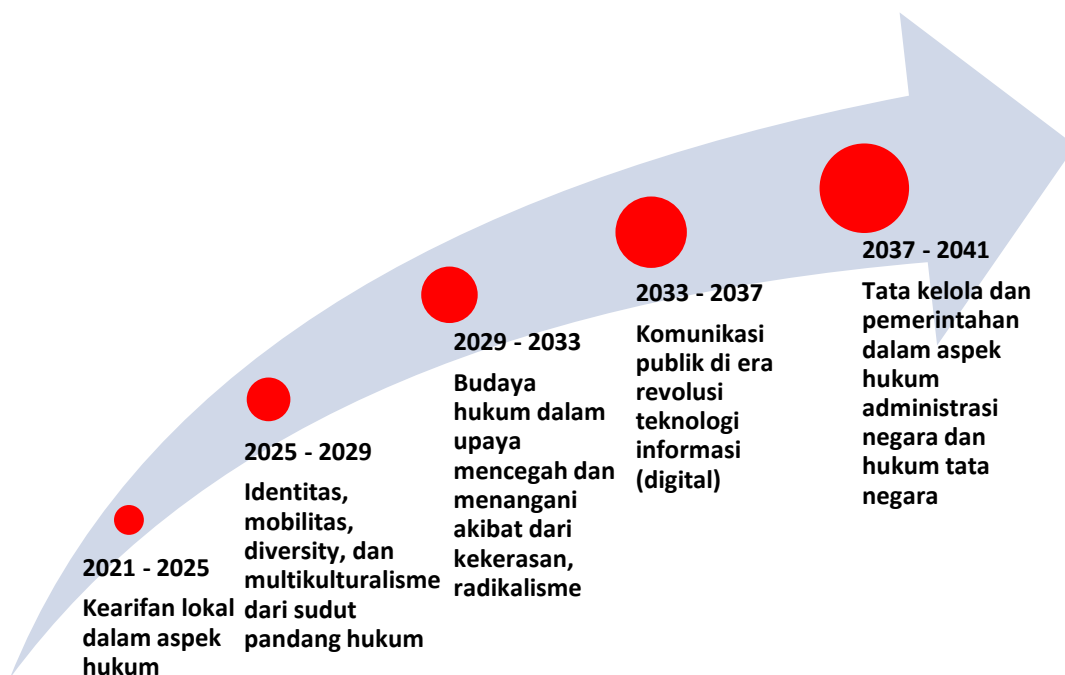 2021 - 2025
Kearifan lokal
dalam aspek
hukum
2025 - 2029
Identitas,
mobilitas,
diversity, dan
multikulturalisme
dari sudut
pandang hukum
2029 - 2033
Budaya
hukum dalam
upaya
mencegah dan
menangani
akibat dari
kekerasan,
radikalisme
2033 - 2037
Komunikasi
publik di era
revolusi
teknologi
informasi
(digital)
2037 - 2041
Tata kelola dan
pemerintahan
dalam aspek
hukum
administrasi
negara dan
hukum tata
negara